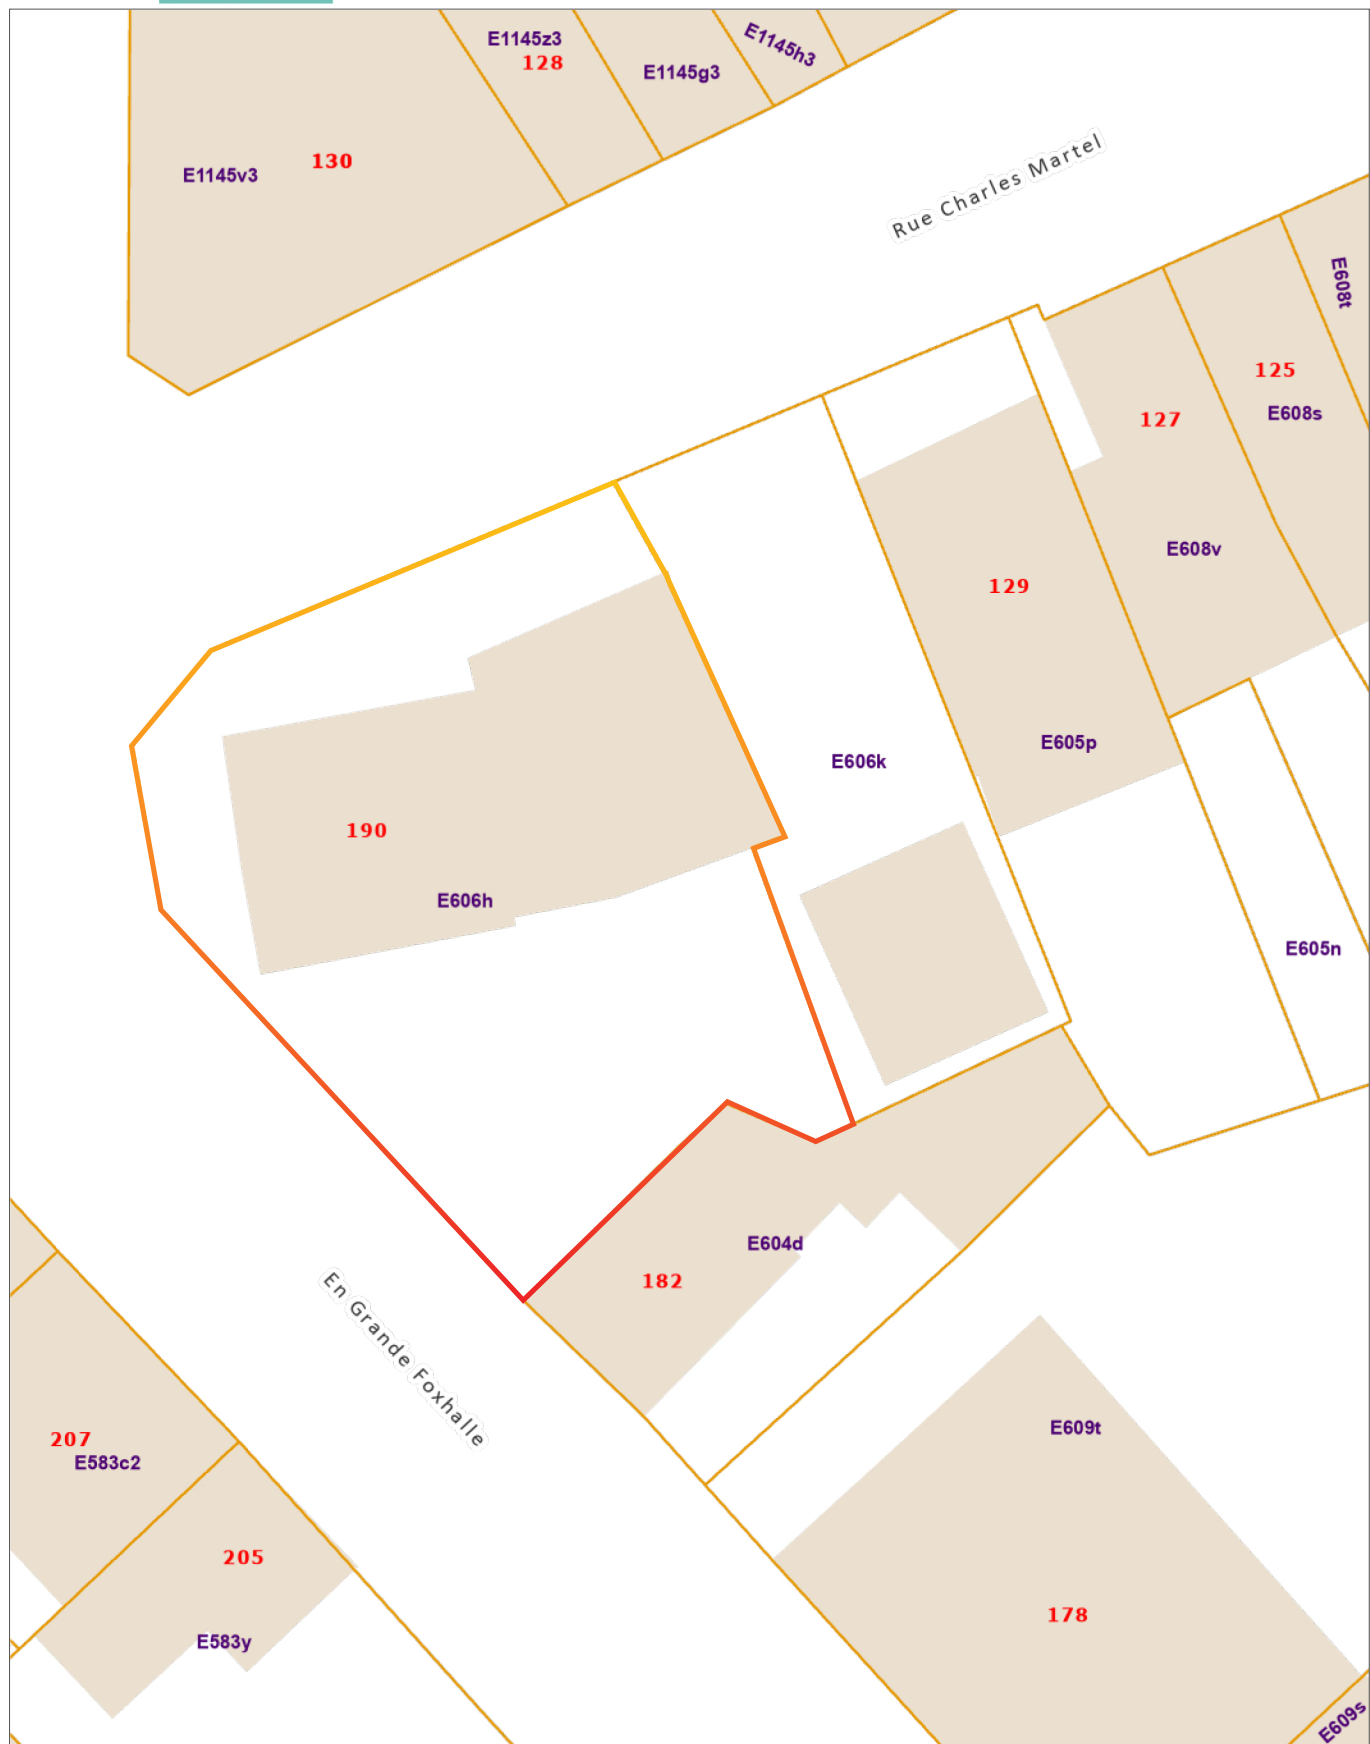 E1145z3
128
E1145g3
E1145h3
E1145v3
130
Rue Charles Martel
E608t
125
E608s
127
E608v
129
E605p
E606k
190
E606h
E605n
E604d
182
En Grande Foxhalle
E609t
207
E583c2
205
E583y
178
E609s